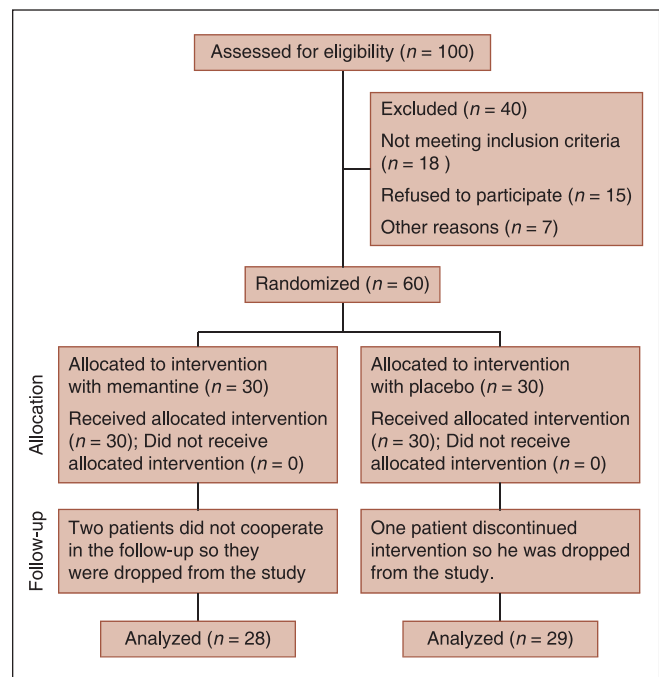 Assessed for eligibility (n = 100)
Excluded (n = 40)
Not meeting inclusion criteria
(n = 18 )
Refused to participate (n = 15)
Other reasons (n = 7)
Randomized (n = 60)
Allocation
Allocated to intervention
with memantine (n = 30)
Received allocated intervention
(n = 30); Did not receive
allocated intervention (n = 0)
Allocated to intervention
with placebo (n = 30)
Received allocated intervention
(n = 30); Did not receive
allocated intervention (n = 0)
Follow-up
Two patients did not cooperate
in the follow-up so they
were dropped from the study
One patient discontinued
intervention so he was dropped
from the study.
Analyzed (n = 28)
Analyzed (n = 29)